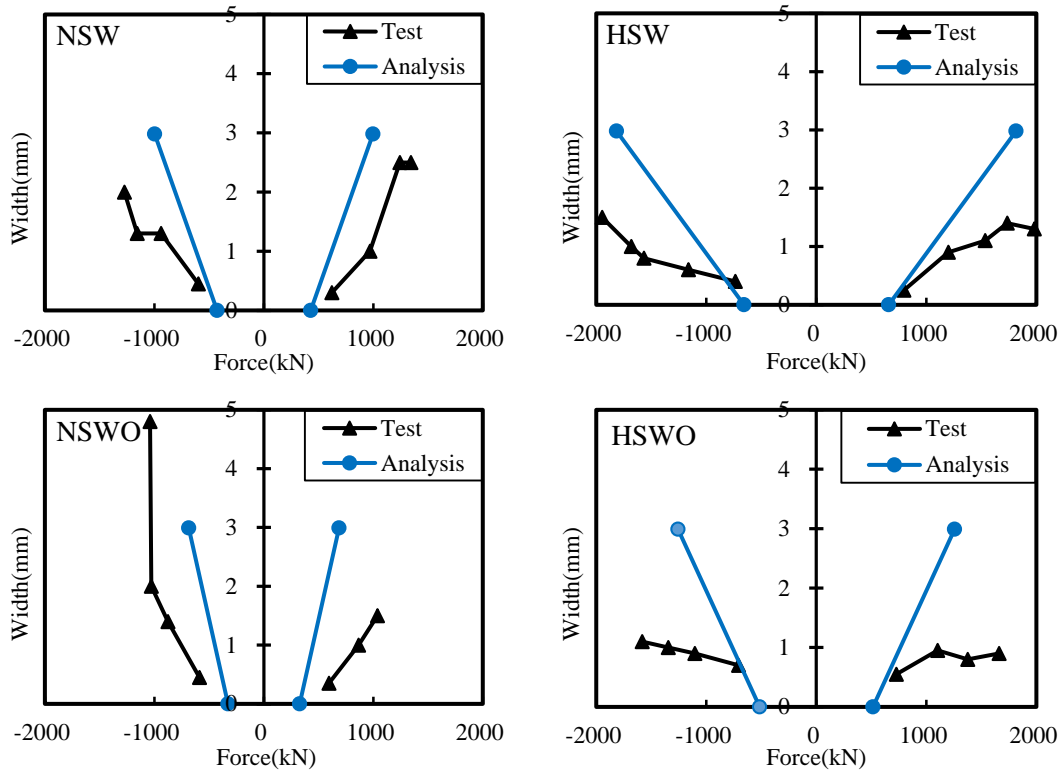 NSW
Test
Analysis
5
4
3
2
1
0
Width(mm)
-2000 -1000 0 1000 2000
Force(kN)
HSW
Test
Analysis
5
4
3
2
1
0
Width(mm)
-2000 -1000 0 1000 2000
Force(kN)
NSWO
Test
Analysis
5
4
3
2
1
0
Width(mm)
-2000 -1000 0 1000 2000
Force(kN)
HSWO
Test
Analysis
5
4
3
2
1
0
Width(mm)
-2000 -1000 0 1000 2000
Force(kN)